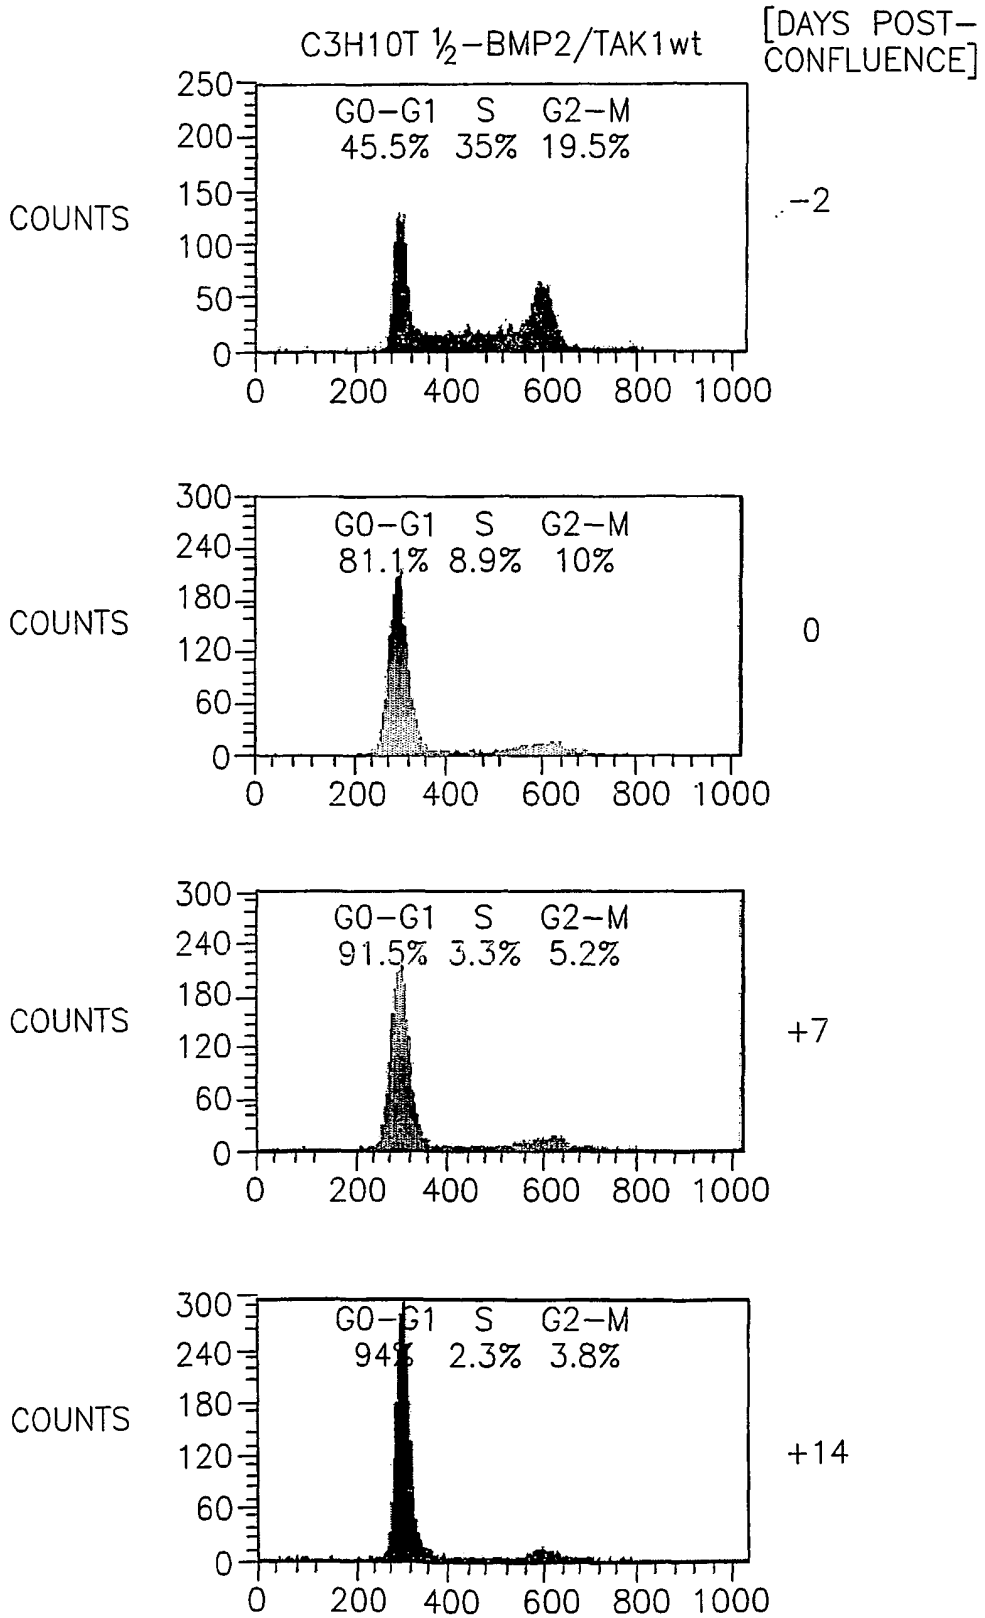 C3H10T ½-BMP2/TAK1wt
[DAYS POST-
CONFLUENCE]
250
200
150
100
50
0
COUNTS
G0-G1 S G2-M
45.5% 35% 19.5%
-2
0 200 400 600 800 1000
300
240
180
120
60
0
COUNTS
G0-G1 S G2-M
81.1% 8.9% 10%
0
0 200 400 600 800 1000
300
240
180
120
60
0
COUNTS
G0-G1 S G2-M
91.5% 3.3% 5.2%
+7
0 200 400 600 800 1000
300
240
180
120
60
0
COUNTS
G0-G1 S G2-M
94% 2.3% 3.8%
+14
0 200 400 600 800 1000